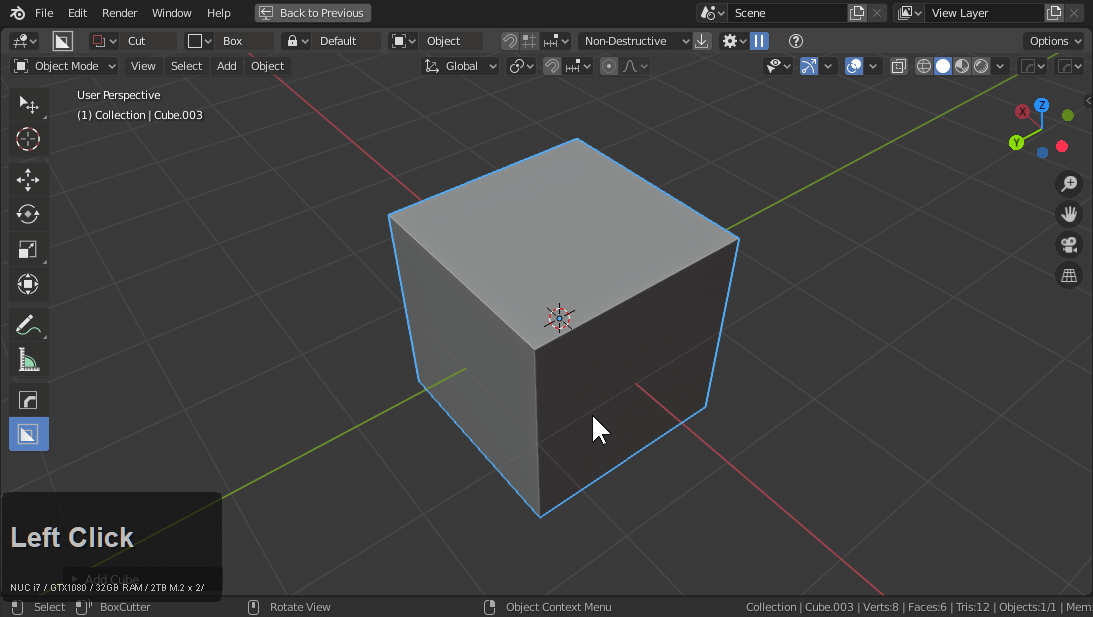 File Edit Render Window Help Back to Previous Scene View Layer
Cut Box Default Object Non-Destructive Options
Object Mode View Select Add Object Global
User Perspective
(1) Collection | Cube.003
X Z Y
Left Click
Add Cube
NUC i7 / GTX1080 / 32GB RAM / 2TB M.2 x 2/
Select BoxCutter Rotate View Object Context Menu Collection | Cube.003 | Verts:8 | Faces:6 | Tris:12 | Objects:1/1 | Mem: